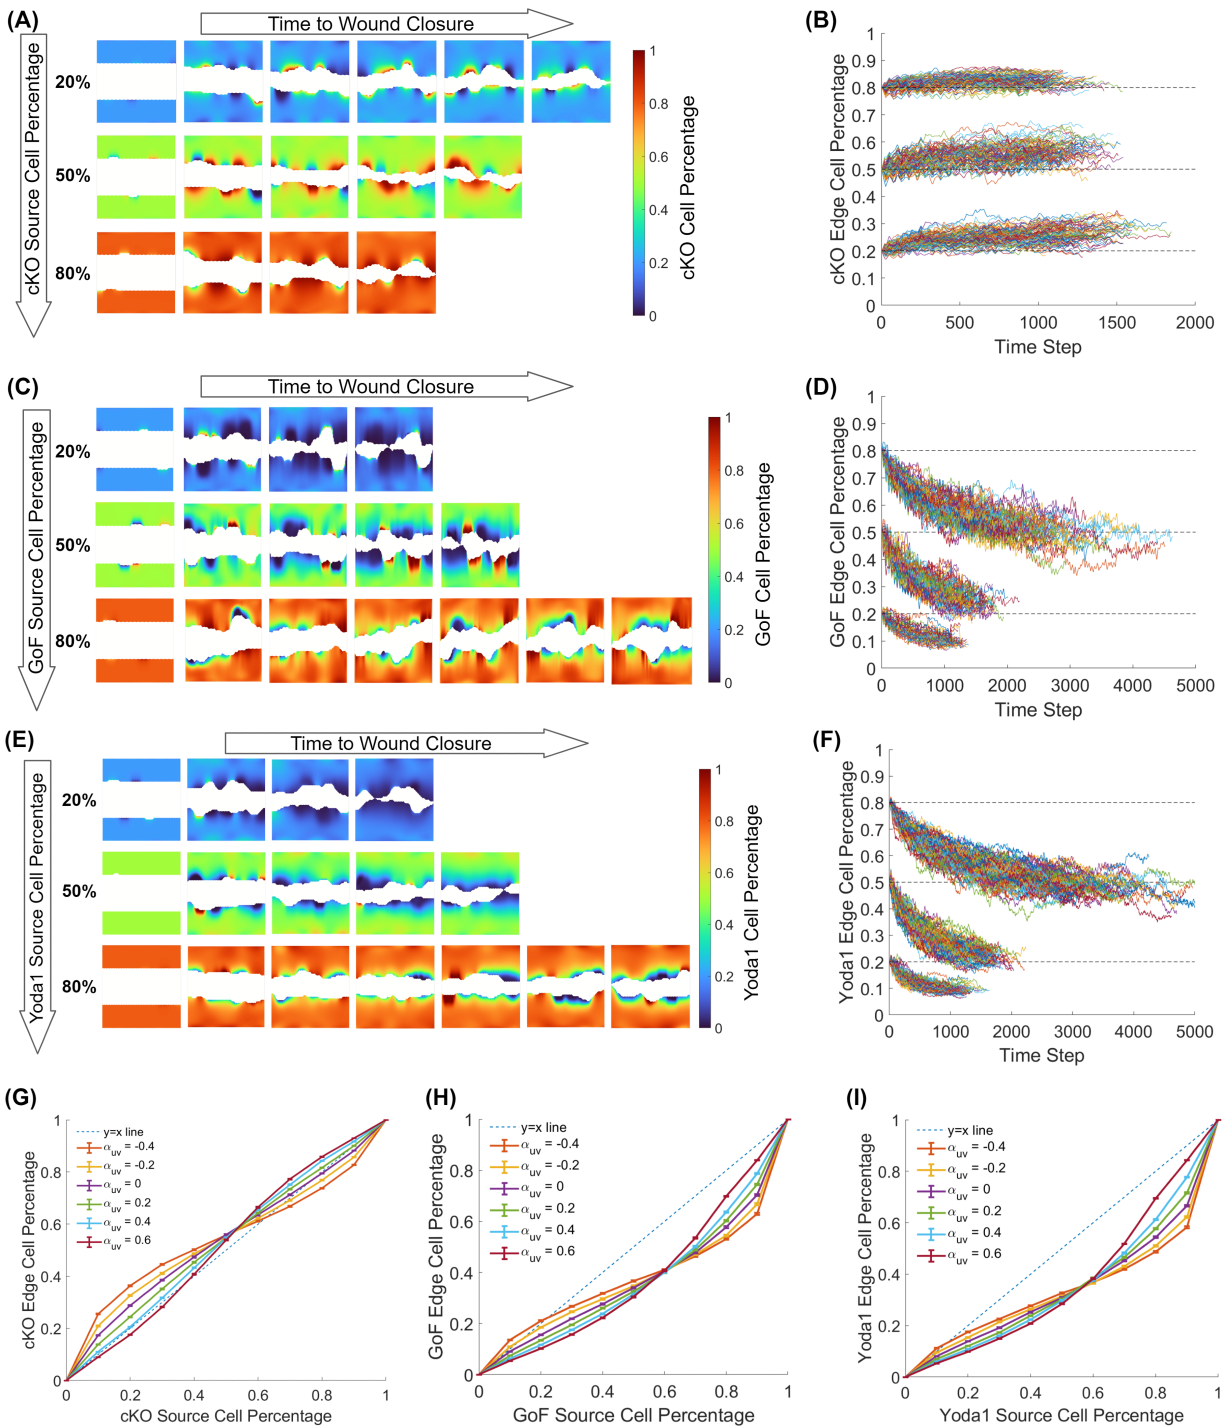 (A)
Time to Wound Closure
cKO Source Cell Percentage
20%
50%
80%
1
0.8
0.6
0.4
0.2
0
cKO Cell Percentage
(B)
1
0.9
0.8
0.7
0.6
0.5
0.4
0.3
0.2
0.1
0
cKO Edge Cell Percentage
0 500 1000 1500 2000
Time Step
(C)
Time to Wound Closure
GoF Source Cell Percentage
20%
50%
80%
1
0.8
0.6
0.4
0.2
0
GoF Cell Percentage
(D)
1
0.9
0.8
0.7
0.6
0.5
0.4
0.3
0.2
0.1
0
GoF Edge Cell Percentage
0 1000 2000 3000 4000 5000
Time Step
(E)
Time to Wound Closure
Yoda1 Source Cell Percentage
20%
50%
80%
1
0.8
0.6
0.4
0.2
0
Yoda1 Cell Percentage
(F)
1
0.9
0.8
0.7
0.6
0.5
0.4
0.3
0.2
0.1
0
Yoda1 Edge Cell Percentage
0 1000 2000 3000 4000 5000
Time Step
(G)
1
0.8
0.6
0.4
0.2
0
cKO Edge Cell Percentage
y=x line
αuv = -0.4
αuv = -0.2
αuv = 0
αuv = 0.2
αuv = 0.4
αuv = 0.6
0 0.2 0.4 0.6 0.8 1
cKO Source Cell Percentage
(H)
1
0.8
0.6
0.4
0.2
0
GoF Edge Cell Percentage
y=x line
αuv = -0.4
αuv = -0.2
αuv = 0
αuv = 0.2
αuv = 0.4
αuv = 0.6
0 0.2 0.4 0.6 0.8 1
GoF Source Cell Percentage
(I)
1
0.8
0.6
0.4
0.2
0
Yoda1 Edge Cell Percentage
y=x line
αuv = -0.4
αuv = -0.2
αuv = 0
αuv = 0.2
αuv = 0.4
αuv = 0.6
0 0.2 0.4 0.6 0.8 1
Yoda1 Source Cell Percentage